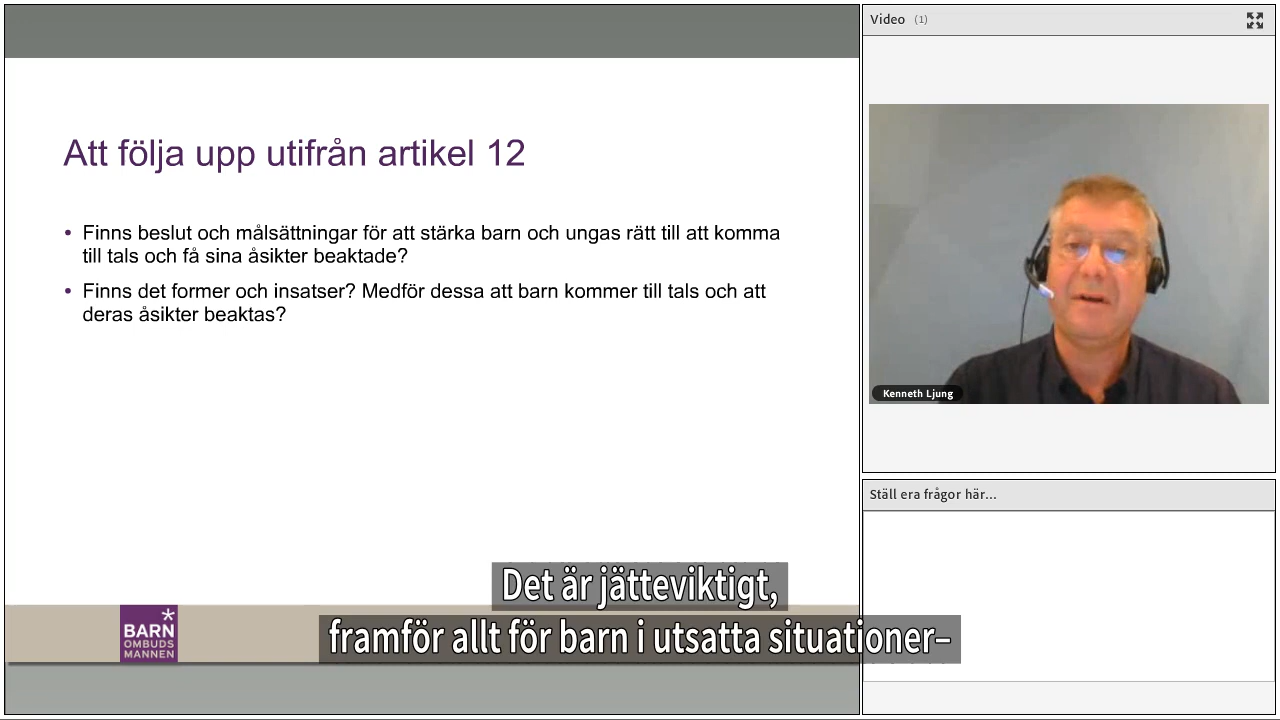 Att följa upp utifrån artikel 12
• Finns beslut och målsättningar för att stärka barn och ungas rätt till att komma
till tals och få sina åsikter beaktade?
• Finns det former och insatser? Medför dessa att barn kommer till tals och att
deras åsikter beaktas?
BARN
OMBUDS
MANNEN
Det är jätteviktigt,
framför allt för barn i utsatta situationer–
Video (1)
Kenneth Ljung
Ställ era frågor här...